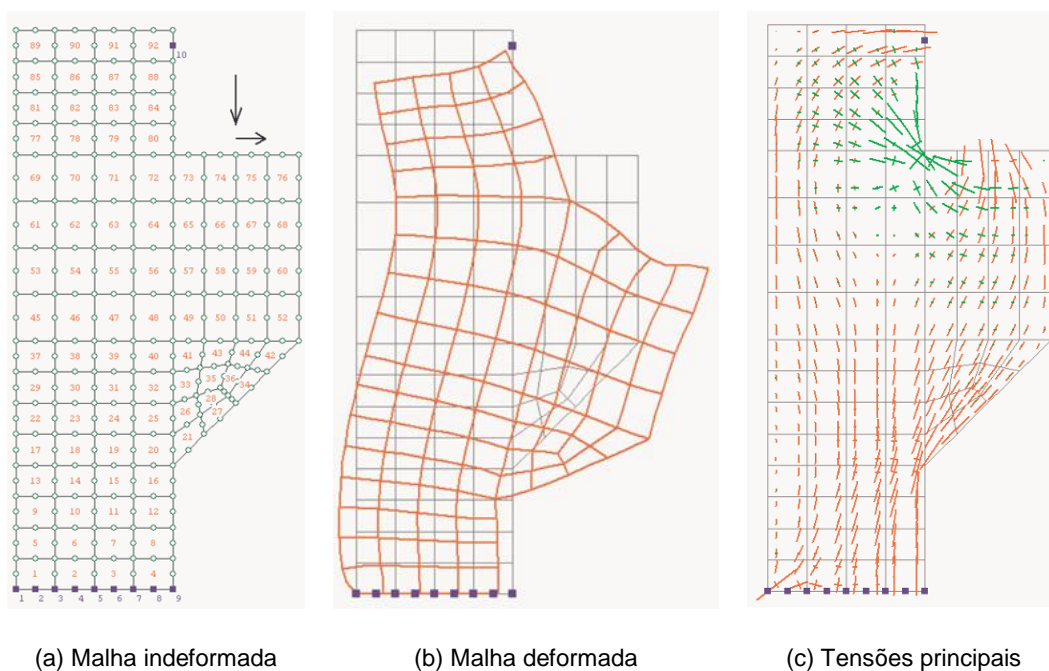 89 90 91 92
10
85 86 87 88
81 82 83 84
77 78 79 80
69 70 71 72 73 74 75 76
61 62 63 64 65 66 67 68
53 54 55 56 57 58 59 60
45 46 47 48 49 50 51 52
37 38 39 40 41 43 44 42
29 30 31 32 33 35 36 34
22 23 24 25 26 28 27
17 18 19 20 21
13 14 15 16
9 10 11 12
5 6 7 8
1 2 3 4
1 2 3 4 5 6 7 8 9
(a) Malha indeformada
(b) Malha deformada
(c) Tensões principais